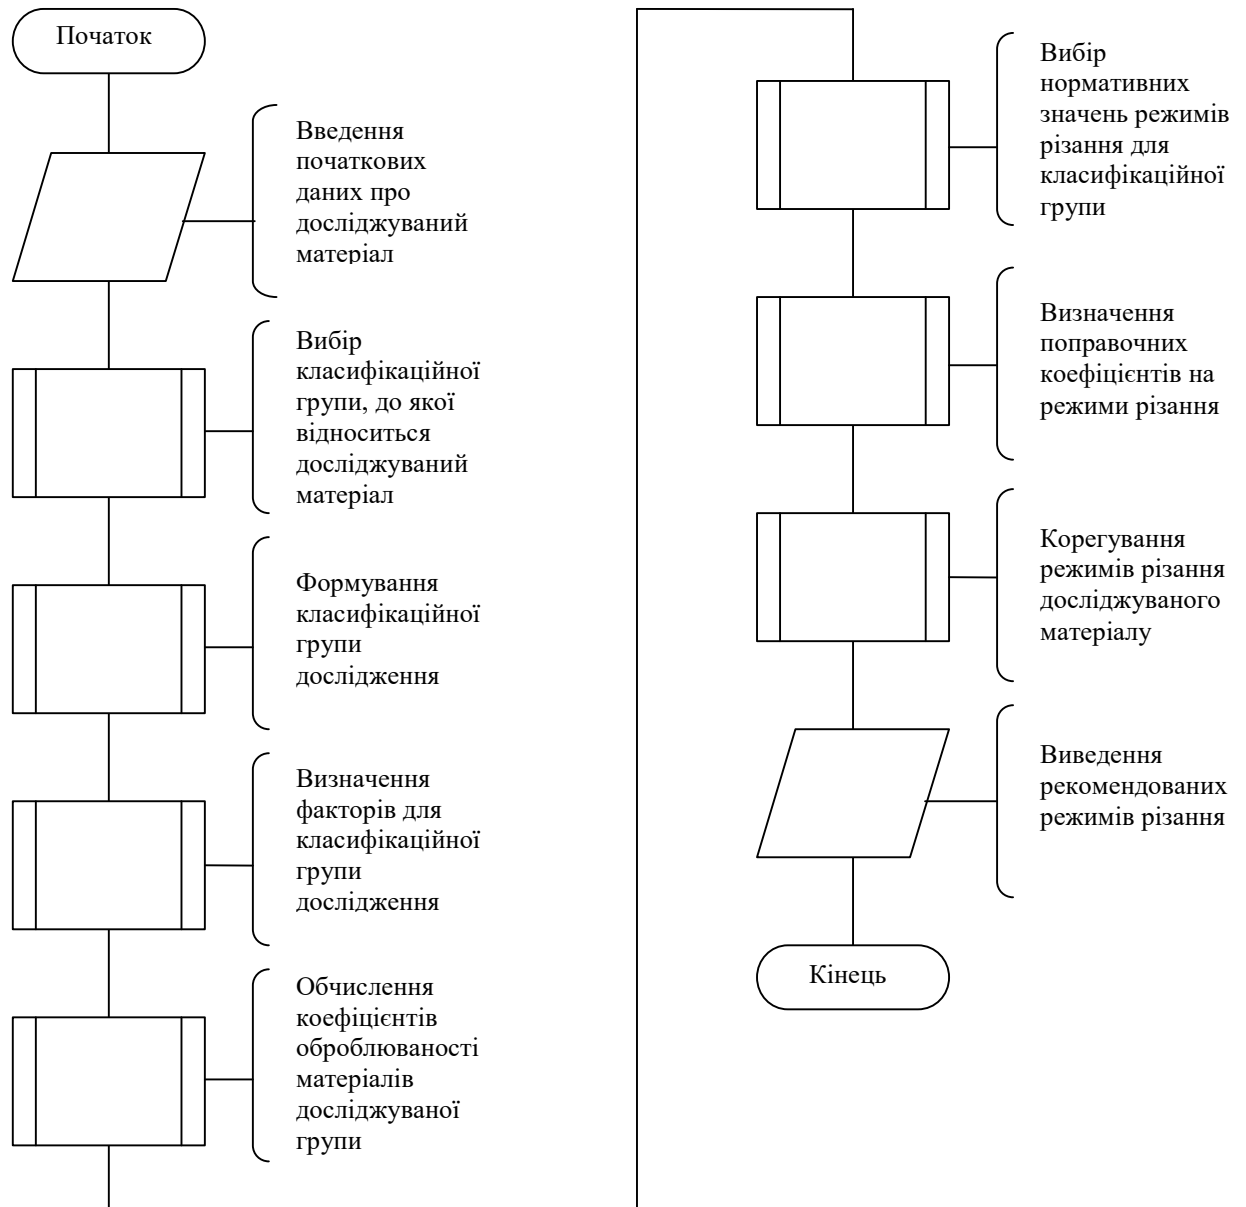 Початок
Введення
початкових
даних про
досліджуваний
матеріал
Вибір
класифікаційної
групи, до якої
відноситься
досліджуваний
матеріал
Формування
класифікаційної
групи
дослідження
Визначення
факторів для
класифікаційної
групи
дослідження
Обчислення
коефіцієнтів
оброблюваності
матеріалів
досліджуваної
групи
Вибір
нормативних
значень режимів
різання для
класифікаційної
групи
Визначення
поправочних
коефіцієнтів на
режими різання
Корегування
режимів різання
досліджуваного
матеріалу
Виведення
рекомендованих
режимів різання
Кінець